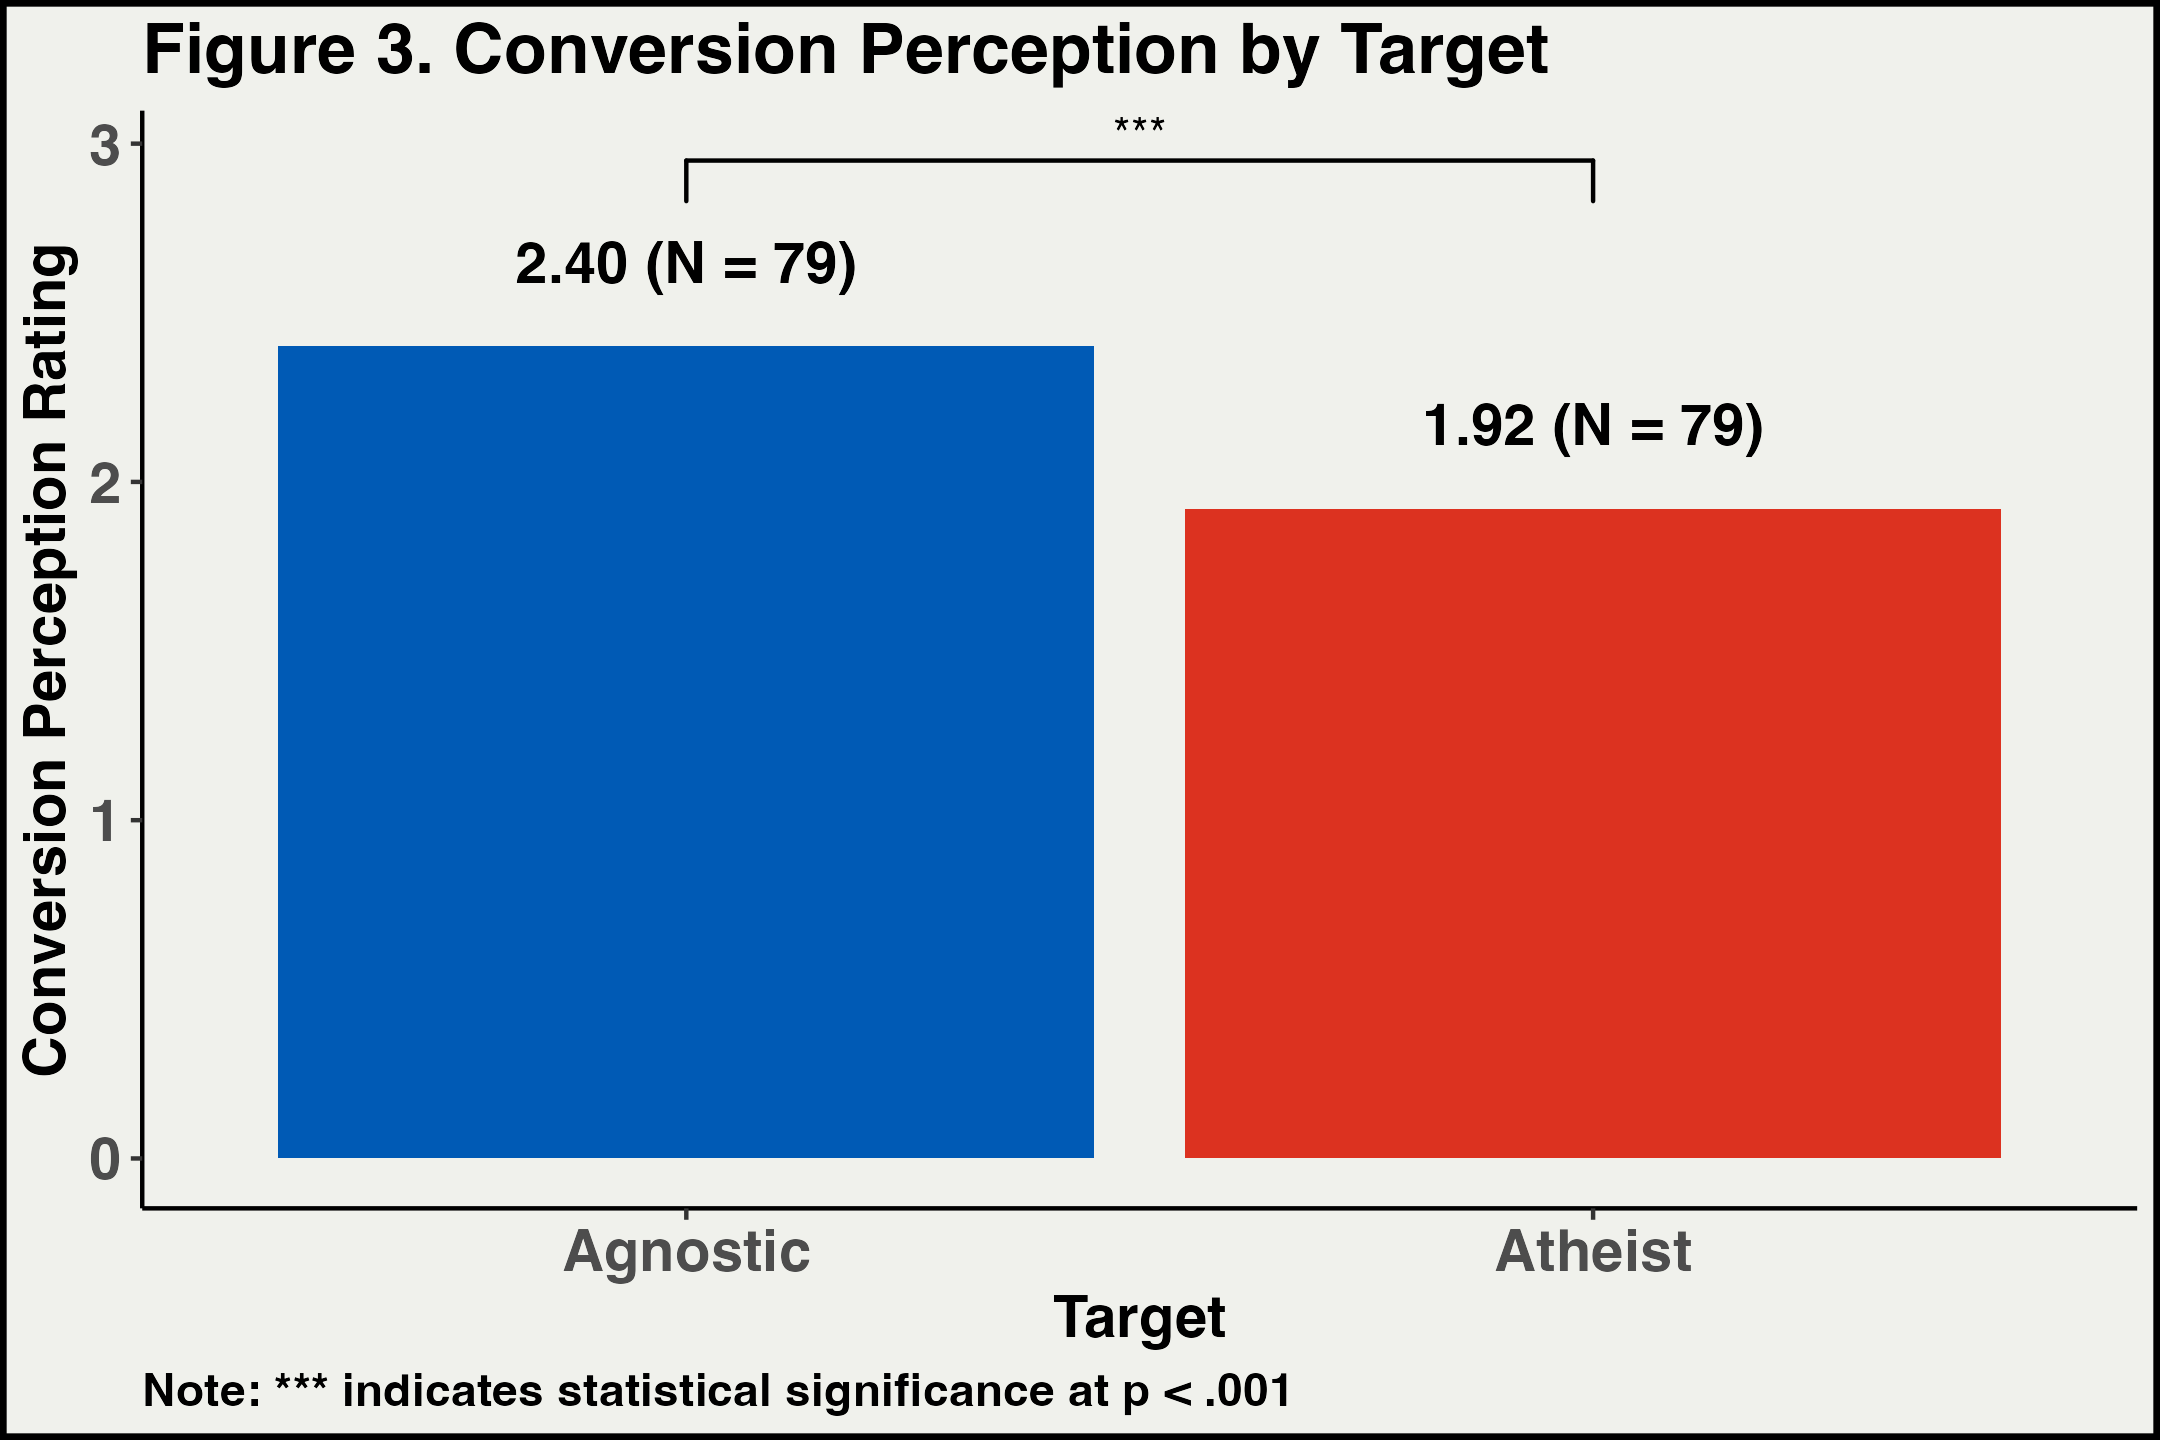 Figure 3. Conversion Perception by Target
***
3
2.40 (N = 79)
1.92 (N = 79)
2
1
0
Conversion Perception Rating
Agnostic
Atheist
Target
Note: *** indicates statistical significance at p < .001